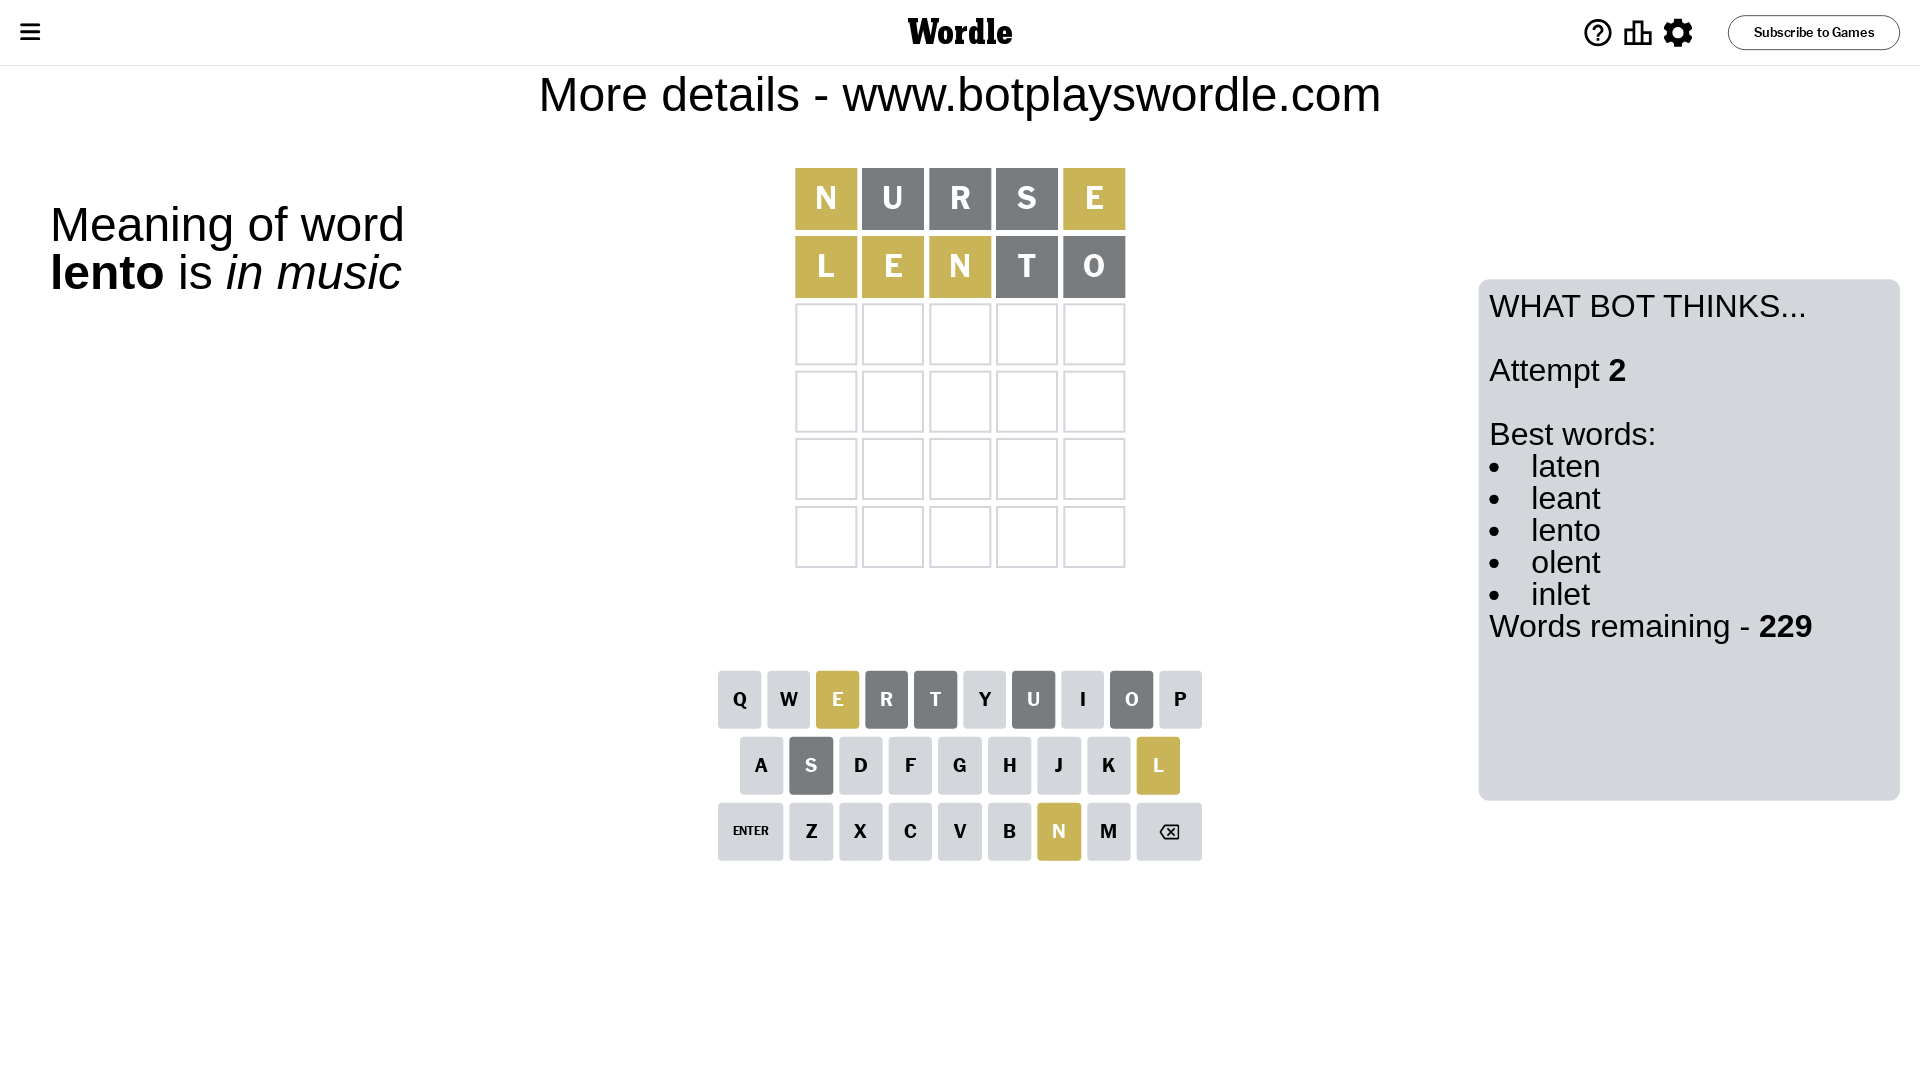 Wordle
Subscribe to Games
More details - www.botplayswordle.com
Meaning of word
lento is in music
N U R S E
L E N T O
WHAT BOT THINKS...
Attempt 2
Best words:
• laten
• leant
• lento
• olent
• inlet
Words remaining - 229
Q W E R T Y U I O P
A S D F G H J K L
ENTER Z X C V B N M